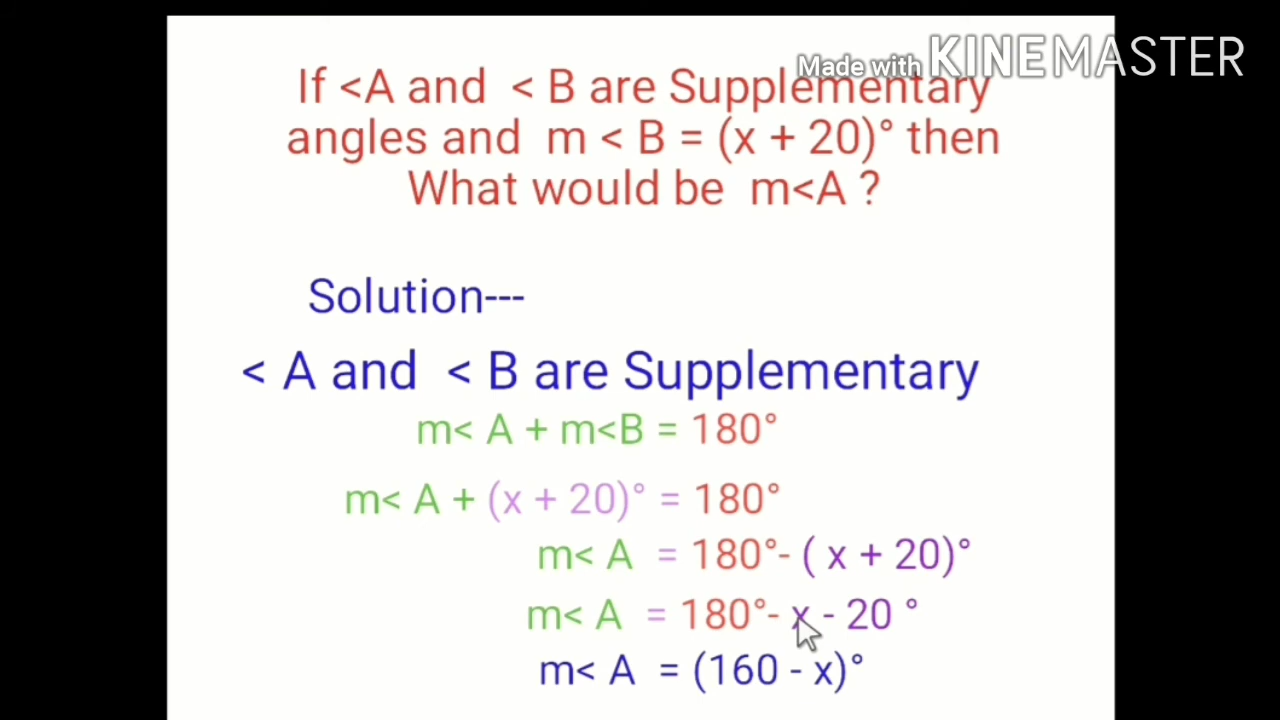 Made with KINEMASTER
If <A and < B are Supplementary
angles and m < B = (x + 20)° then
What would be m<A ?
Solution---
< A and < B are Supplementary
m< A + m<B = 180°
m< A + (x + 20)° = 180°
m< A = 180°- ( x + 20)°
m< A = 180°- x - 20 °
m< A = (160 - x)°